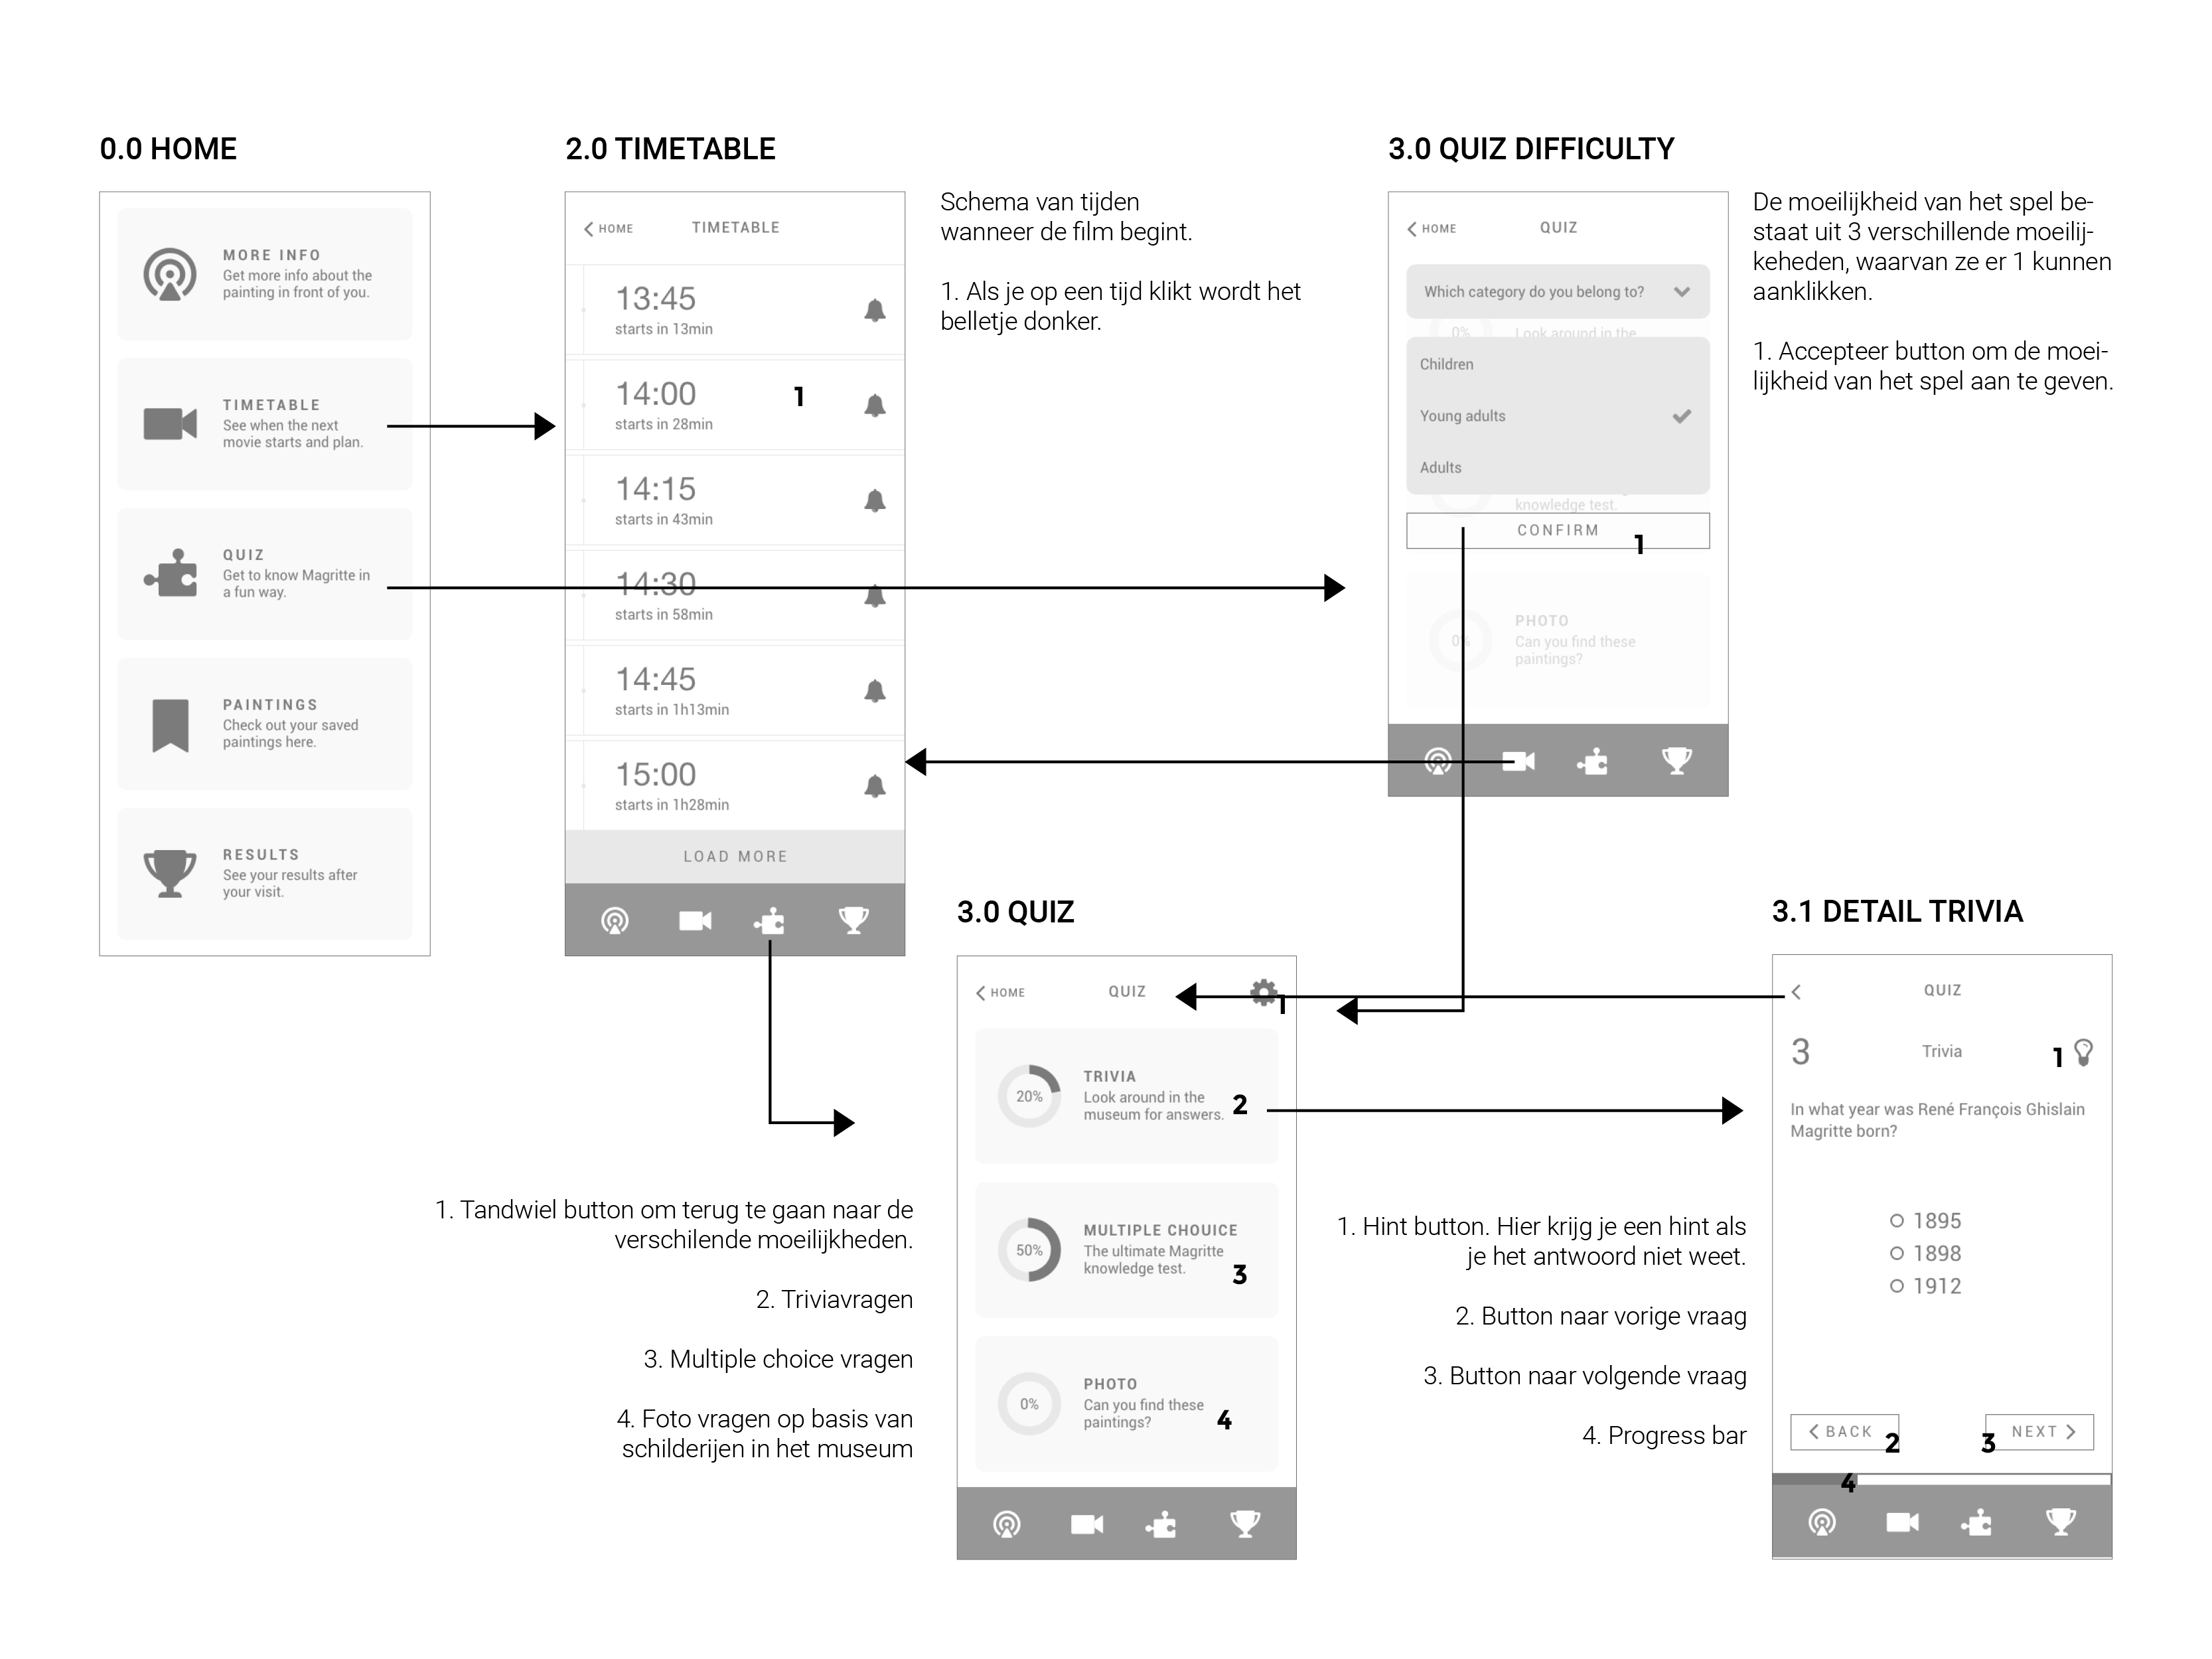 0.0 HOME
MORE INFO
Get more info about the
painting in front of you.
TIMETABLE
See when the next
movie starts and plan.
QUIZ
Get to know Magritte in
a fun way.
PAINTINGS
Check out your saved
paintings here.
RESULTS
See your results after
your visit.
2.0 TIMETABLE
HOME
TIMETABLE
13:45
starts in 13min
14:00
starts in 28min
1
14:15
starts in 43min
14:30
starts in 58min
14:45
starts in 1h13min
15:00
starts in 1h28min
LOAD MORE
Schema van tijden
wanneer de film begint.
1. Als je op een tijd klikt wordt het
belletje donker.
3.0 QUIZ DIFFICULTY
HOME
QUIZ
Which category do you belong to?
0%
Look around in the
Children
Young adults
Adults
knowledge test.
CONFIRM
1
PHOTO
0%
Can you find these
paintings?
De moeilijkheid van het spel be-
staat uit 3 verschillende moeilij-
keheden, waarvan ze er 1 kunnen
aanklikken.
1. Accepteer button om de moei-
lijkheid van het spel aan te geven.
3.0 QUIZ
HOME
QUIZ
1
TRIVIA
20%
Look around in the
museum for answers.
2
MULTIPLE CHOUICE
50%
The ultimate Magritte
knowledge test.
3
PHOTO
0%
Can you find these
paintings?
4
1. Tandwiel button om terug te gaan naar de
verschilende moeilijkheden.
2. Triviavragen
3. Multiple choice vragen
4. Foto vragen op basis van
schilderijen in het museum
3.1 DETAIL TRIVIA
QUIZ
3
Trivia
1
In what year was René François Ghislain
Magritte born?
1895
1898
1912
BACK
2
3
NEXT
4
1. Hint button. Hier krijg je een hint als
je het antwoord niet weet.
2. Button naar vorige vraag
3. Button naar volgende vraag
4. Progress bar